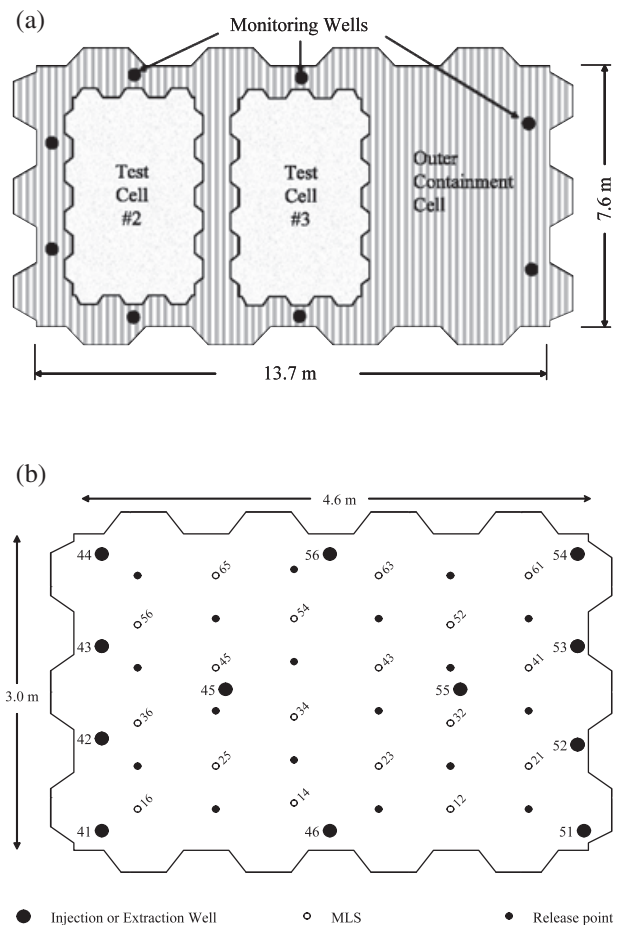 (a)
Monitoring Wells
Test
Cell
#2
Test
Cell
#3
Outer
Containment
Cell
7.6 m
13.7 m
(b)
4.6 m
44
65
56
63
61
54
56
54
52
43
45
43
41
53
45
55
3.0 m
36
34
32
42
52
25
23
21
16
14
12
41
46
51
Injection or Extraction Well
MLS
Release point